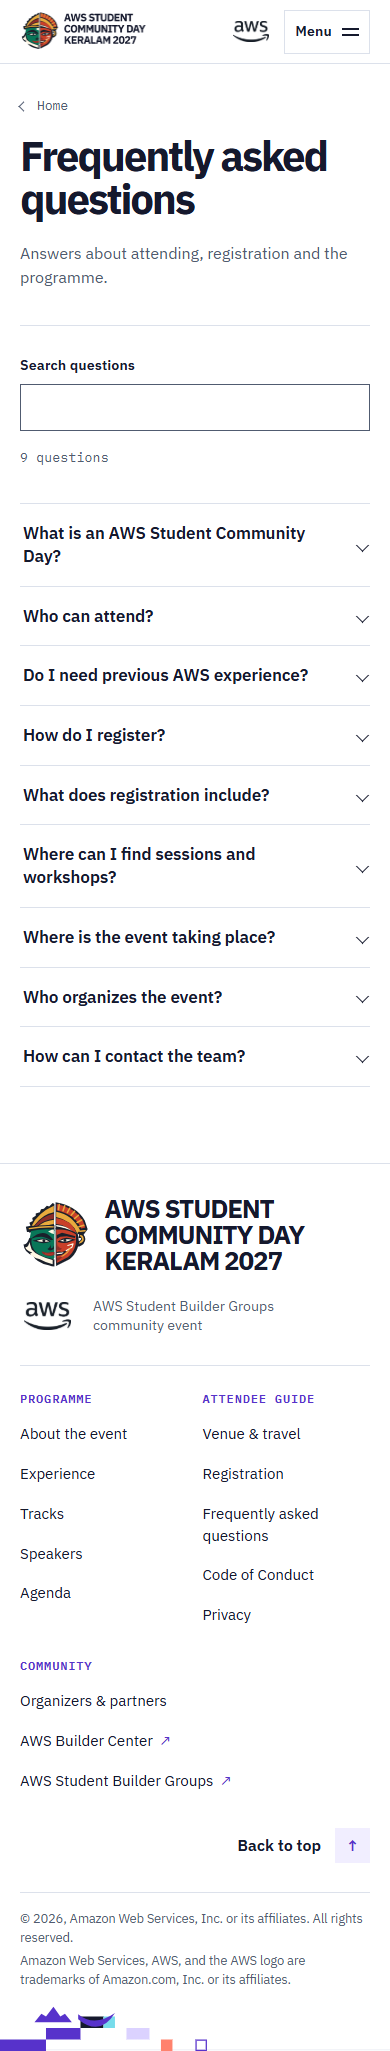 AWS STUDENT
COMMUNITY DAY
KERALAM 2027
aws
Menu
Home
Frequently asked
questions
Answers about attending, registration and the
programme.
Search questions
9 questions
What is an AWS Student Community
Day?
Who can attend?
Do I need previous AWS experience?
How do I register?
What does registration include?
Where can I find sessions and
workshops?
Where is the event taking place?
Who organizes the event?
How can I contact the team?
AWS STUDENT
COMMUNITY DAY
KERALAM 2027
aws
AWS Student Builder Groups
community event
PROGRAMME
About the event
Experience
Tracks
Speakers
Agenda
ATTENDEE GUIDE
Venue & travel
Registration
Frequently asked
questions
Code of Conduct
Privacy
COMMUNITY
Organizers & partners
AWS Builder Center ↗
AWS Student Builder Groups ↗
Back to top ↑
© 2026, Amazon Web Services, Inc. or its affiliates. All rights
reserved.
Amazon Web Services, AWS, and the AWS logo are
trademarks of Amazon.com, Inc. or its affiliates.